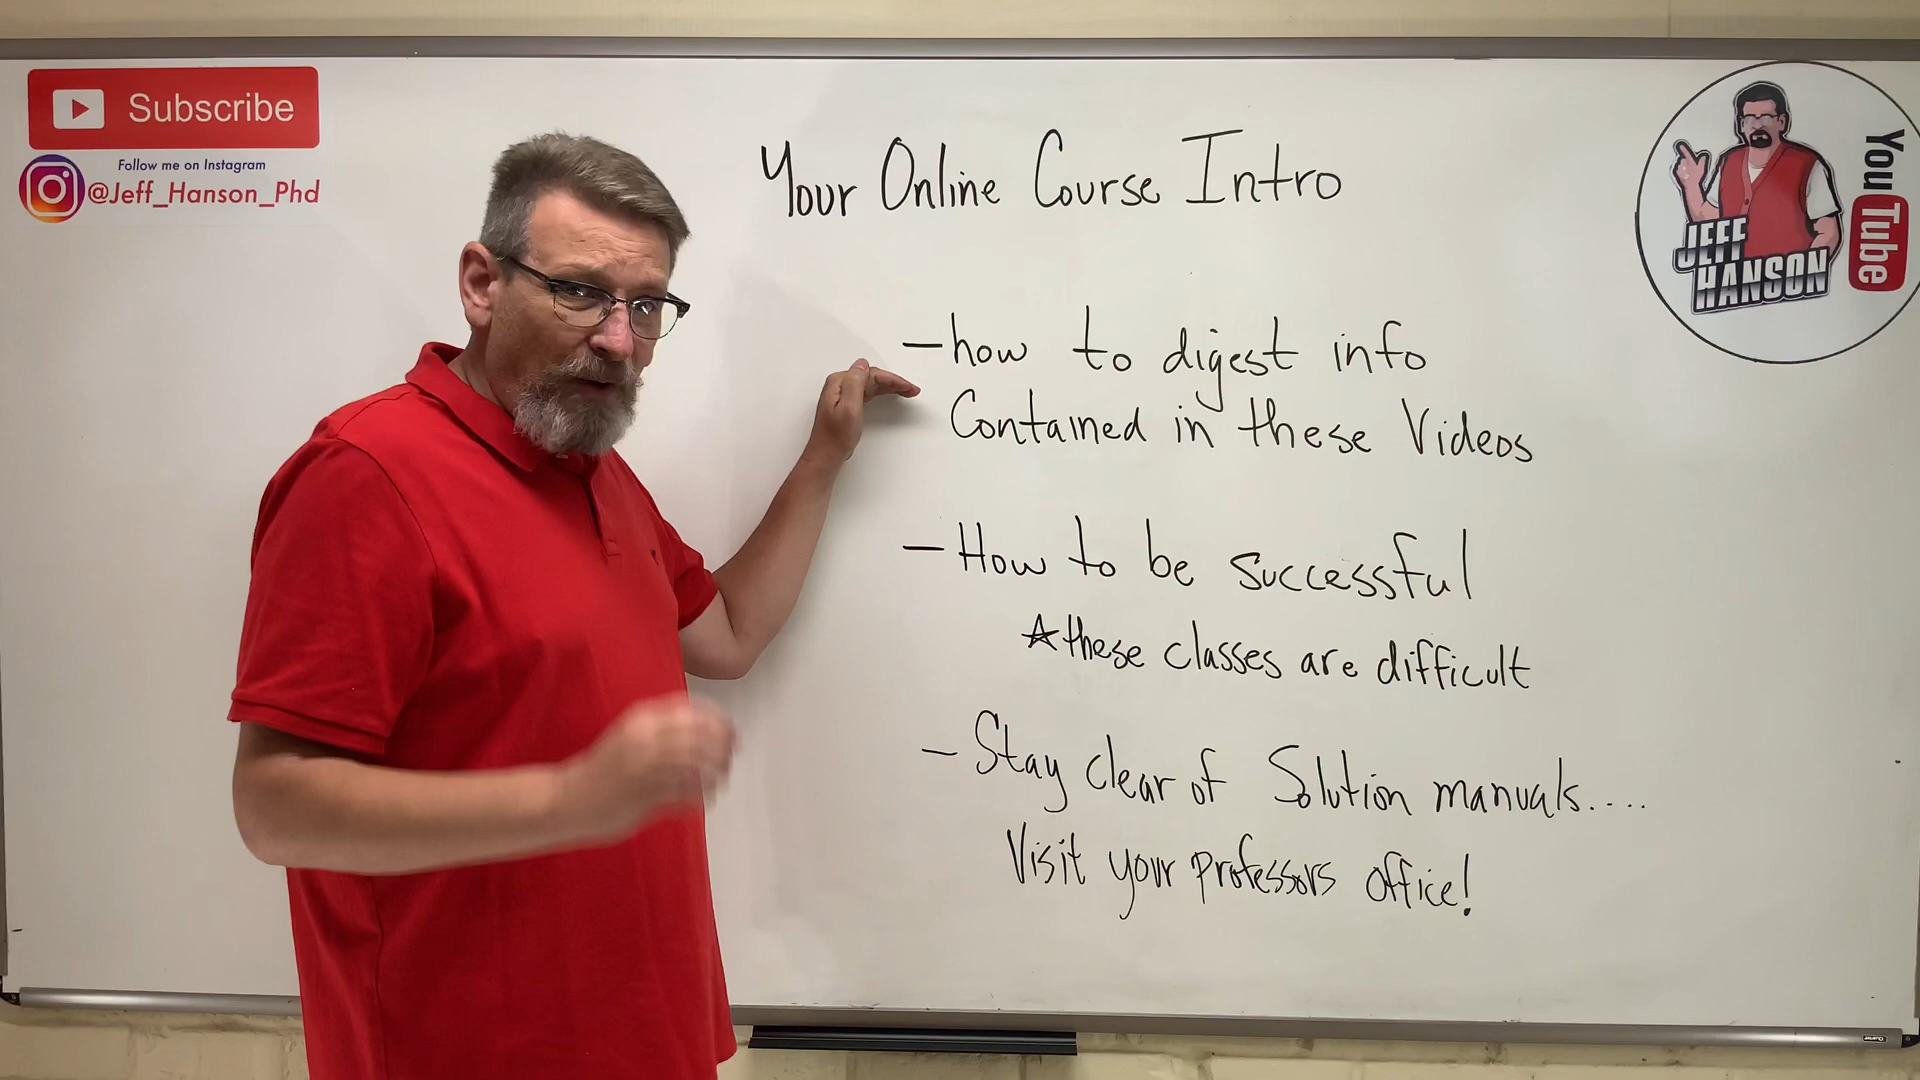 Subscribe
Follow me on Instagram
@Jeff_Hanson_Phd
Your Online Course Intro
JEFF
HANSON
YouTube
- how to digest info
Contained in these Videos
- How to be successful
☆these classes are difficult
- Stay clear of Solution manuals....
Visit your professors office!